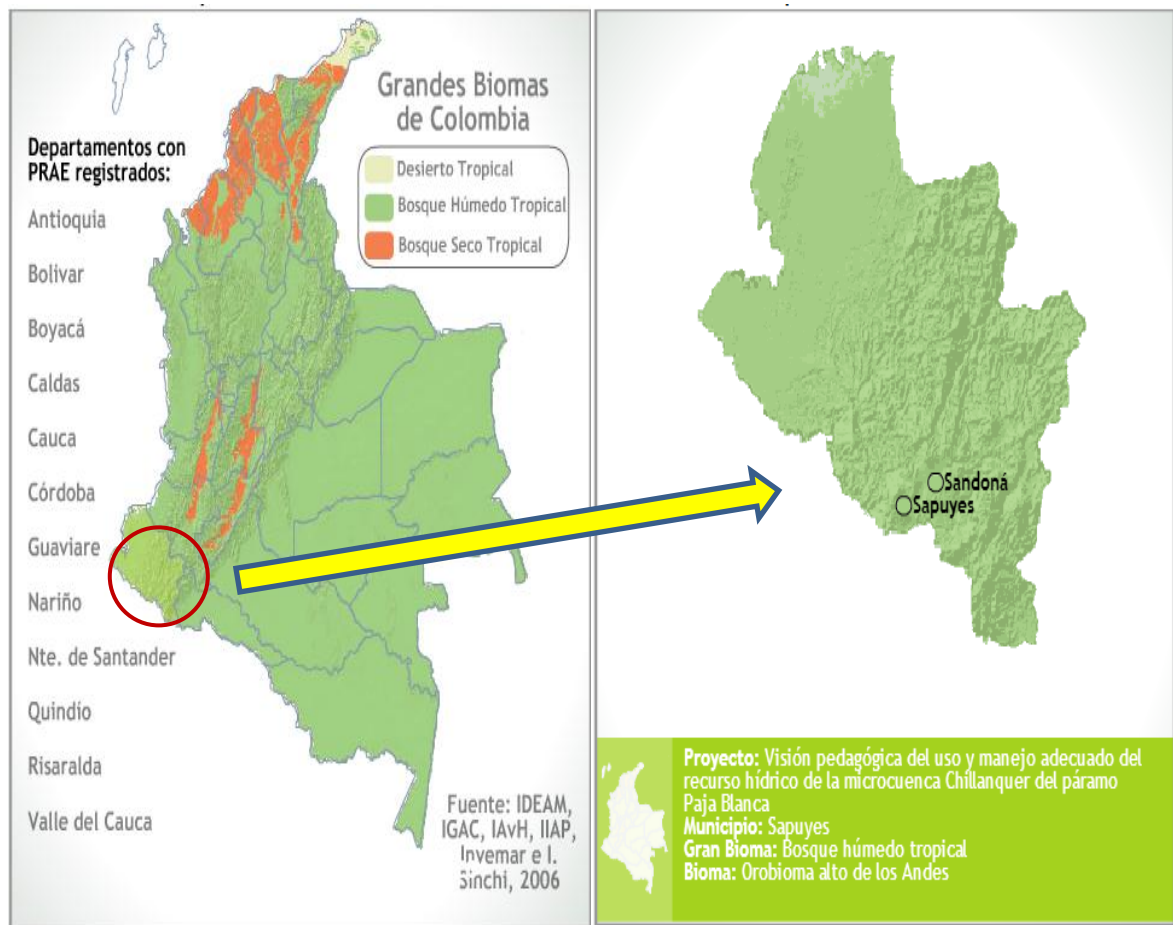 Grandes Biomas
de Colombia
Desierto Tropical
Bosque Húmedo Tropical
Bosque Seco Tropical
Departamentos con
PRAE registrados:
Antioquia
Bolivar
Boyacá
Caldas
Cauca
Córdoba
Guaviare
Nariño
Nte. de Santander
Quindío
Risaralda
Valle del Cauca
Fuente: IDEAM,
IGAC, IAvH, IIAP,
Invemar e I.
Sinchi, 2006
Sandoná
Sapuyes
Proyecto: Visión pedagógica del uso y manejo adecuado del
recurso hídrico de la microcuenca Chillanquer del páramo
Paja Blanca
Municipio: Sapuyes
Gran Bioma: Bosque húmedo tropical
Bioma: Orobioma alto de los Andes